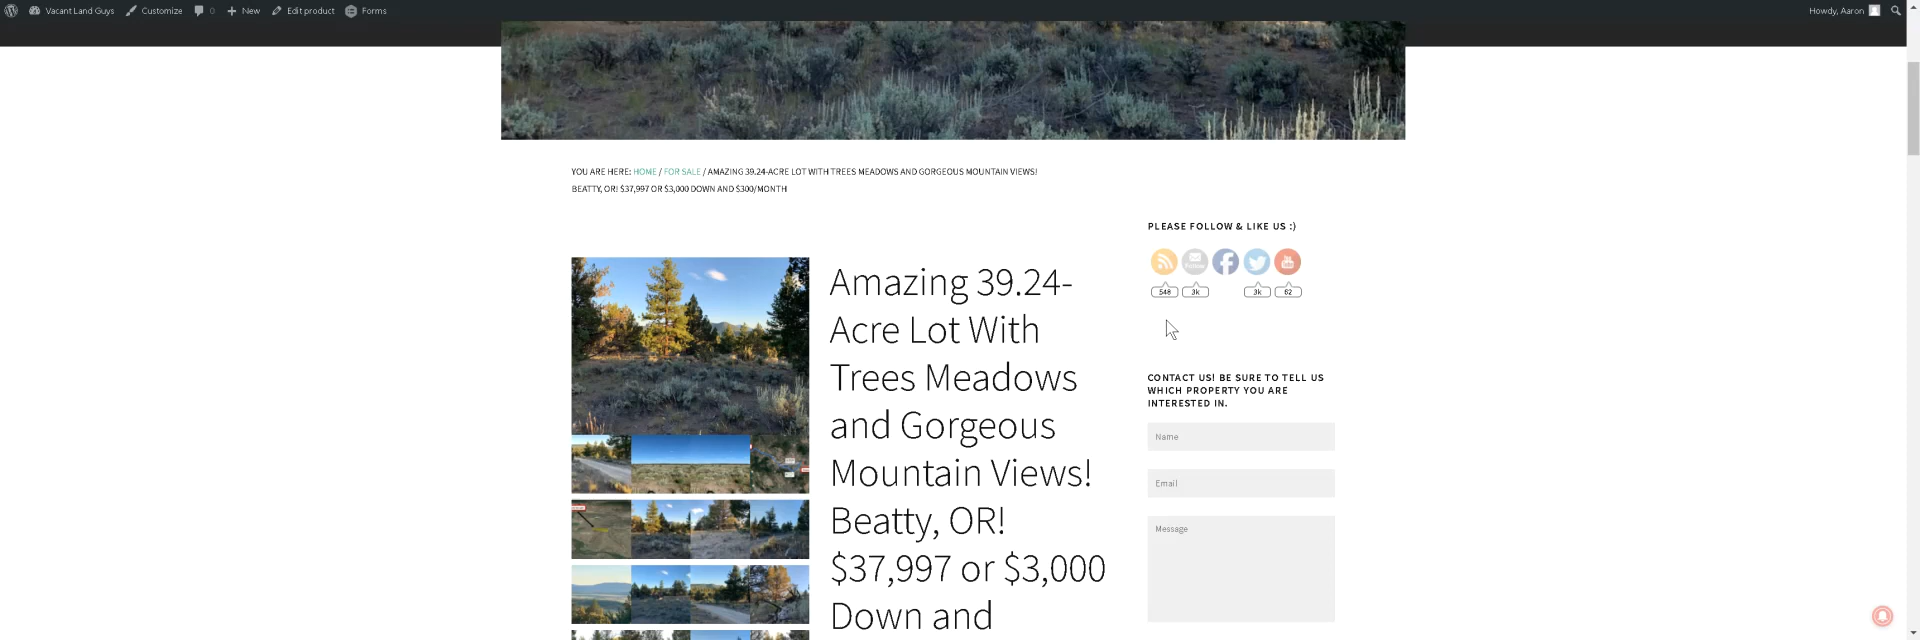 Vacant Land Guys Customize 0 New Edit product Forms Howdy, Aaron
YOU ARE HERE: HOME / FOR SALE / AMAZING 39.24-ACRE LOT WITH TREES MEADOWS AND GORGEOUS MOUNTAIN VIEWS!
BEATTY, OR! $37,997 OR $3,000 DOWN AND $300/MONTH
Amazing 39.24-
Acre Lot With
Trees Meadows
and Gorgeous
Mountain Views!
Beatty, OR!
$37,997 or $3,000
Down and
PLEASE FOLLOW & LIKE US :)
548 3k 3k 62
CONTACT US! BE SURE TO TELL US
WHICH PROPERTY YOU ARE
INTERESTED IN.
Name
Email
Message